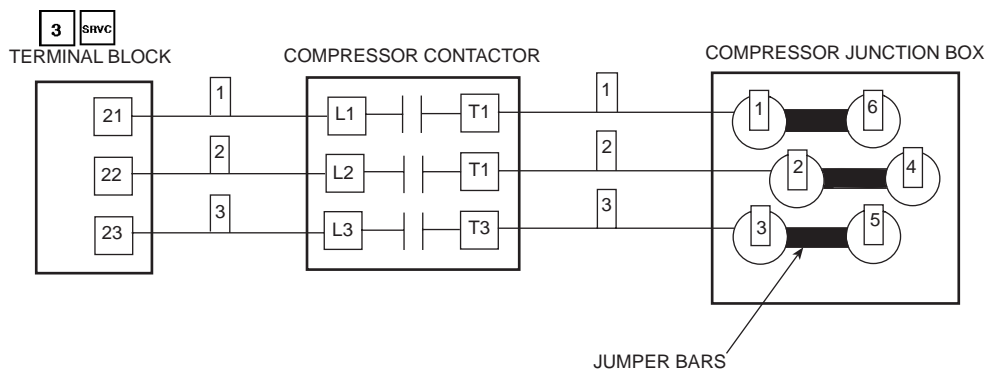 3 SRVC
TERMINAL BLOCK
COMPRESSOR CONTACTOR
COMPRESSOR JUNCTION BOX
21 1 L1 T1 1 1 6
22 2 L2 T1 2 2 4
23 3 L3 T3 3 3 5
JUMPER BARS